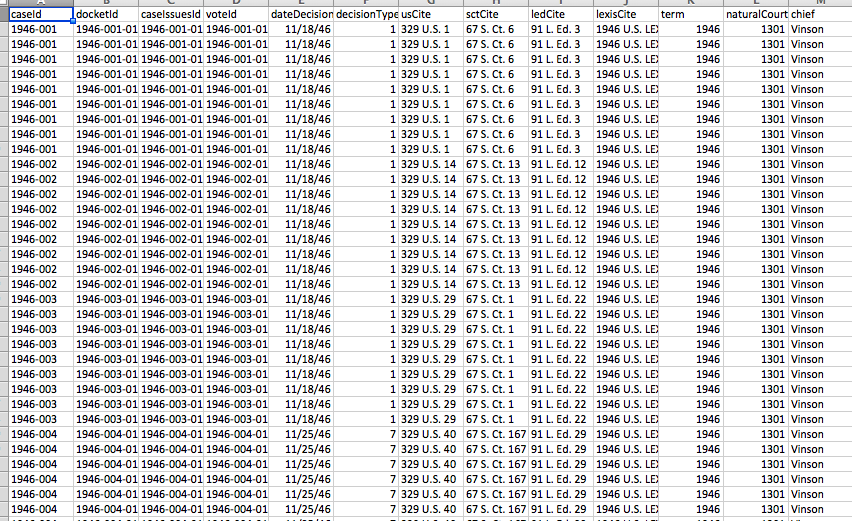 caseId docketId caseIssuesId voteId dateDecision decisionType usCite sctCite ledCite lexisCite term naturalCourt chief
1946-001 1946-001-01 1946-001-01 1946-001-01 11/18/46 1 329 U.S. 1 67 S. Ct. 6 91 L. Ed. 3 1946 U.S. LEX 1946 1301 Vinson
1946-001 1946-001-01 1946-001-01 1946-001-01 11/18/46 1 329 U.S. 1 67 S. Ct. 6 91 L. Ed. 3 1946 U.S. LEX 1946 1301 Vinson
1946-001 1946-001-01 1946-001-01 1946-001-01 11/18/46 1 329 U.S. 1 67 S. Ct. 6 91 L. Ed. 3 1946 U.S. LEX 1946 1301 Vinson
1946-001 1946-001-01 1946-001-01 1946-001-01 11/18/46 1 329 U.S. 1 67 S. Ct. 6 91 L. Ed. 3 1946 U.S. LEX 1946 1301 Vinson
1946-001 1946-001-01 1946-001-01 1946-001-01 11/18/46 1 329 U.S. 1 67 S. Ct. 6 91 L. Ed. 3 1946 U.S. LEX 1946 1301 Vinson
1946-001 1946-001-01 1946-001-01 1946-001-01 11/18/46 1 329 U.S. 1 67 S. Ct. 6 91 L. Ed. 3 1946 U.S. LEX 1946 1301 Vinson
1946-001 1946-001-01 1946-001-01 1946-001-01 11/18/46 1 329 U.S. 1 67 S. Ct. 6 91 L. Ed. 3 1946 U.S. LEX 1946 1301 Vinson
1946-001 1946-001-01 1946-001-01 1946-001-01 11/18/46 1 329 U.S. 1 67 S. Ct. 6 91 L. Ed. 3 1946 U.S. LEX 1946 1301 Vinson
1946-001 1946-001-01 1946-001-01 1946-001-01 11/18/46 1 329 U.S. 1 67 S. Ct. 6 91 L. Ed. 3 1946 U.S. LEX 1946 1301 Vinson
1946-002 1946-002-01 1946-002-01 1946-002-01 11/18/46 1 329 U.S. 14 67 S. Ct. 13 91 L. Ed. 12 1946 U.S. LEX 1946 1301 Vinson
1946-002 1946-002-01 1946-002-01 1946-002-01 11/18/46 1 329 U.S. 14 67 S. Ct. 13 91 L. Ed. 12 1946 U.S. LEX 1946 1301 Vinson
1946-002 1946-002-01 1946-002-01 1946-002-01 11/18/46 1 329 U.S. 14 67 S. Ct. 13 91 L. Ed. 12 1946 U.S. LEX 1946 1301 Vinson
1946-002 1946-002-01 1946-002-01 1946-002-01 11/18/46 1 329 U.S. 14 67 S. Ct. 13 91 L. Ed. 12 1946 U.S. LEX 1946 1301 Vinson
1946-002 1946-002-01 1946-002-01 1946-002-01 11/18/46 1 329 U.S. 14 67 S. Ct. 13 91 L. Ed. 12 1946 U.S. LEX 1946 1301 Vinson
1946-002 1946-002-01 1946-002-01 1946-002-01 11/18/46 1 329 U.S. 14 67 S. Ct. 13 91 L. Ed. 12 1946 U.S. LEX 1946 1301 Vinson
1946-002 1946-002-01 1946-002-01 1946-002-01 11/18/46 1 329 U.S. 14 67 S. Ct. 13 91 L. Ed. 12 1946 U.S. LEX 1946 1301 Vinson
1946-002 1946-002-01 1946-002-01 1946-002-01 11/18/46 1 329 U.S. 14 67 S. Ct. 13 91 L. Ed. 12 1946 U.S. LEX 1946 1301 Vinson
1946-002 1946-002-01 1946-002-01 1946-002-01 11/18/46 1 329 U.S. 14 67 S. Ct. 13 91 L. Ed. 12 1946 U.S. LEX 1946 1301 Vinson
1946-003 1946-003-01 1946-003-01 1946-003-01 11/18/46 1 329 U.S. 29 67 S. Ct. 1 91 L. Ed. 22 1946 U.S. LEX 1946 1301 Vinson
1946-003 1946-003-01 1946-003-01 1946-003-01 11/18/46 1 329 U.S. 29 67 S. Ct. 1 91 L. Ed. 22 1946 U.S. LEX 1946 1301 Vinson
1946-003 1946-003-01 1946-003-01 1946-003-01 11/18/46 1 329 U.S. 29 67 S. Ct. 1 91 L. Ed. 22 1946 U.S. LEX 1946 1301 Vinson
1946-003 1946-003-01 1946-003-01 1946-003-01 11/18/46 1 329 U.S. 29 67 S. Ct. 1 91 L. Ed. 22 1946 U.S. LEX 1946 1301 Vinson
1946-003 1946-003-01 1946-003-01 1946-003-01 11/18/46 1 329 U.S. 29 67 S. Ct. 1 91 L. Ed. 22 1946 U.S. LEX 1946 1301 Vinson
1946-003 1946-003-01 1946-003-01 1946-003-01 11/18/46 1 329 U.S. 29 67 S. Ct. 1 91 L. Ed. 22 1946 U.S. LEX 1946 1301 Vinson
1946-003 1946-003-01 1946-003-01 1946-003-01 11/18/46 1 329 U.S. 29 67 S. Ct. 1 91 L. Ed. 22 1946 U.S. LEX 1946 1301 Vinson
1946-003 1946-003-01 1946-003-01 1946-003-01 11/18/46 1 329 U.S. 29 67 S. Ct. 1 91 L. Ed. 22 1946 U.S. LEX 1946 1301 Vinson
1946-003 1946-003-01 1946-003-01 1946-003-01 11/18/46 1 329 U.S. 29 67 S. Ct. 1 91 L. Ed. 22 1946 U.S. LEX 1946 1301 Vinson
1946-004 1946-004-01 1946-004-01 1946-004-01 11/25/46 7 329 U.S. 40 67 S. Ct. 167 91 L. Ed. 29 1946 U.S. LEX 1946 1301 Vinson
1946-004 1946-004-01 1946-004-01 1946-004-01 11/25/46 7 329 U.S. 40 67 S. Ct. 167 91 L. Ed. 29 1946 U.S. LEX 1946 1301 Vinson
1946-004 1946-004-01 1946-004-01 1946-004-01 11/25/46 7 329 U.S. 40 67 S. Ct. 167 91 L. Ed. 29 1946 U.S. LEX 1946 1301 Vinson
1946-004 1946-004-01 1946-004-01 1946-004-01 11/25/46 7 329 U.S. 40 67 S. Ct. 167 91 L. Ed. 29 1946 U.S. LEX 1946 1301 Vinson
1946-004 1946-004-01 1946-004-01 1946-004-01 11/25/46 7 329 U.S. 40 67 S. Ct. 167 91 L. Ed. 29 1946 U.S. LEX 1946 1301 Vinson
1946-004 1946-004-01 1946-004-01 1946-004-01 11/25/46 7 329 U.S. 40 67 S. Ct. 167 91 L. Ed. 29 1946 U.S. LEX 1946 1301 Vinson